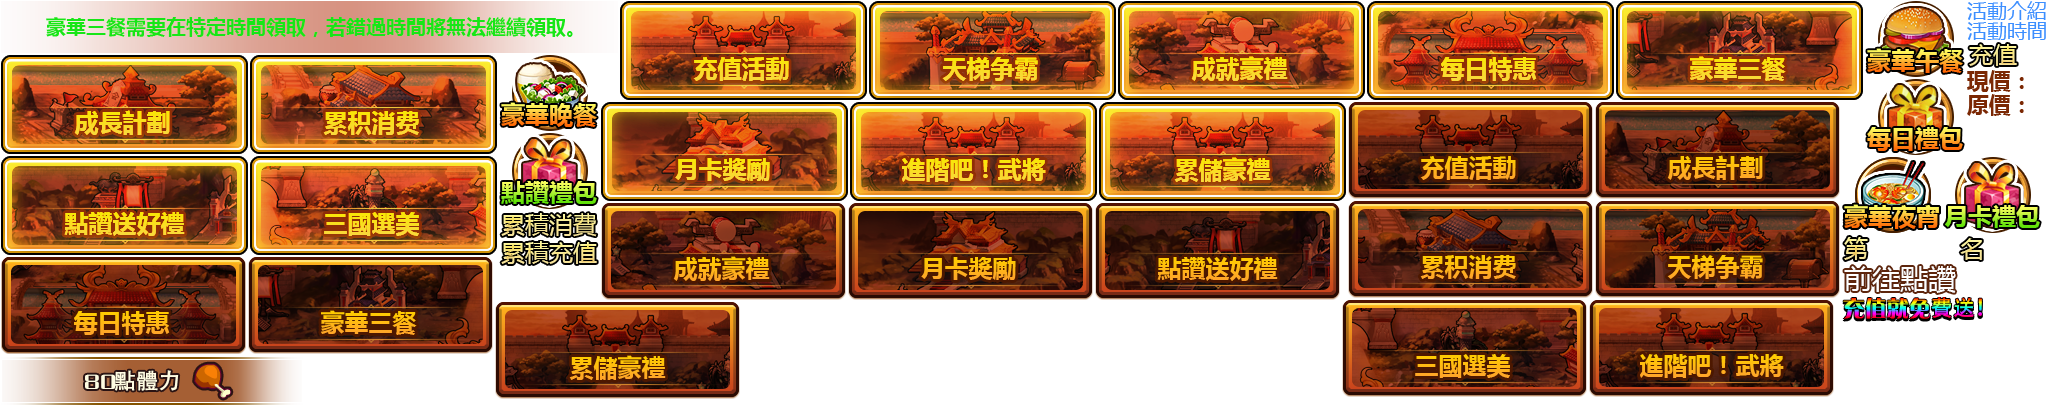 豪華三餐需要在特定時間領取，若錯過時間將無法繼續領取。
充值活動
天梯争霸
成就豪禮
每日特惠
豪華三餐
豪華午餐
活動介紹
活動時間
充值
現價：
原價：
成長計劃
累积消费
豪華晚餐
月卡獎勵
進階吧！武將
累儲豪禮
充值活動
成長計劃
每日禮包
點讚送好禮
三國選美
點讚禮包
累積消費
累積充值
成就豪禮
月卡獎勵
點讚送好禮
累积消费
天梯争霸
豪華夜宵
月卡禮包
第 名
前往點讚
充值就免費送！
每日特惠
豪華三餐
累儲豪禮
三國選美
進階吧！武將
80點體力